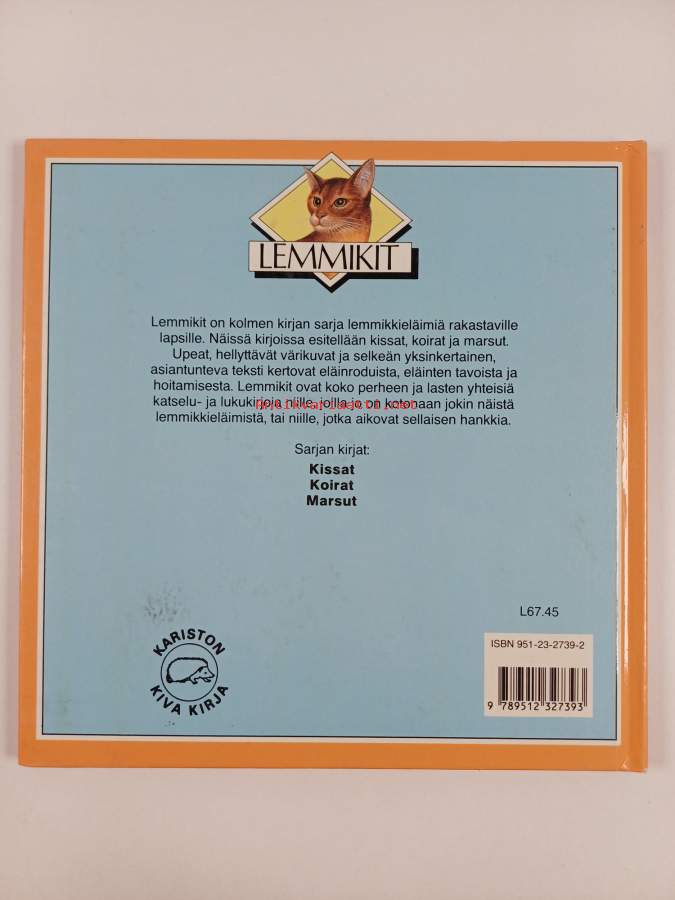 LEMMIKIT
Lemmikit on kolmen kirjan sarja lemmikkieläimiä rakastaville
lapsille. Näissä kirjoissa esitellään kissat, koirat ja marsut.
Upeat, hellyttävät värikuvat ja selkeän yksinkertainen,
asiantunteva teksti kertovat eläinroduista, eläinten tavoista ja
hoitamisesta. Lemmikit ovat koko perheen ja lasten yhteisiä
katselu- ja lukukirjoja niille, joilla jo on kotonaan jokin näistä
Antikvariaatti.net
lemmikkieläimistä, tai niille, jotka aikovat sellaisen hankkia.
Sarjan kirjat:
Kissat
Koirat
Marsut
L67.45
ISBN 951-23-2739-2
9 789512 327393
KARISTON
KIVA KIRJA